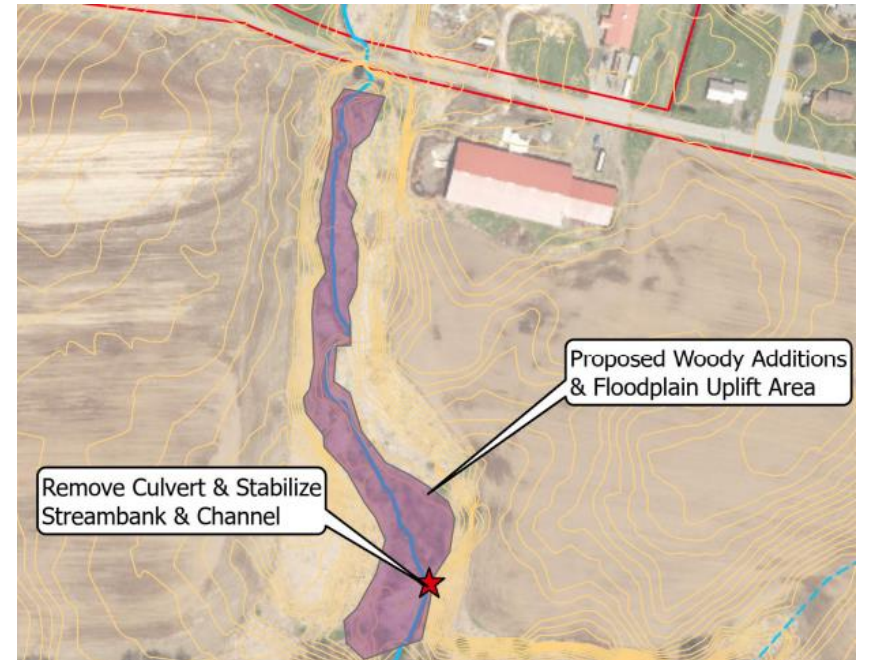 Proposed Woody Additions
& Floodplain Uplift Area
Remove Culvert & Stabilize
Streambank & Channel